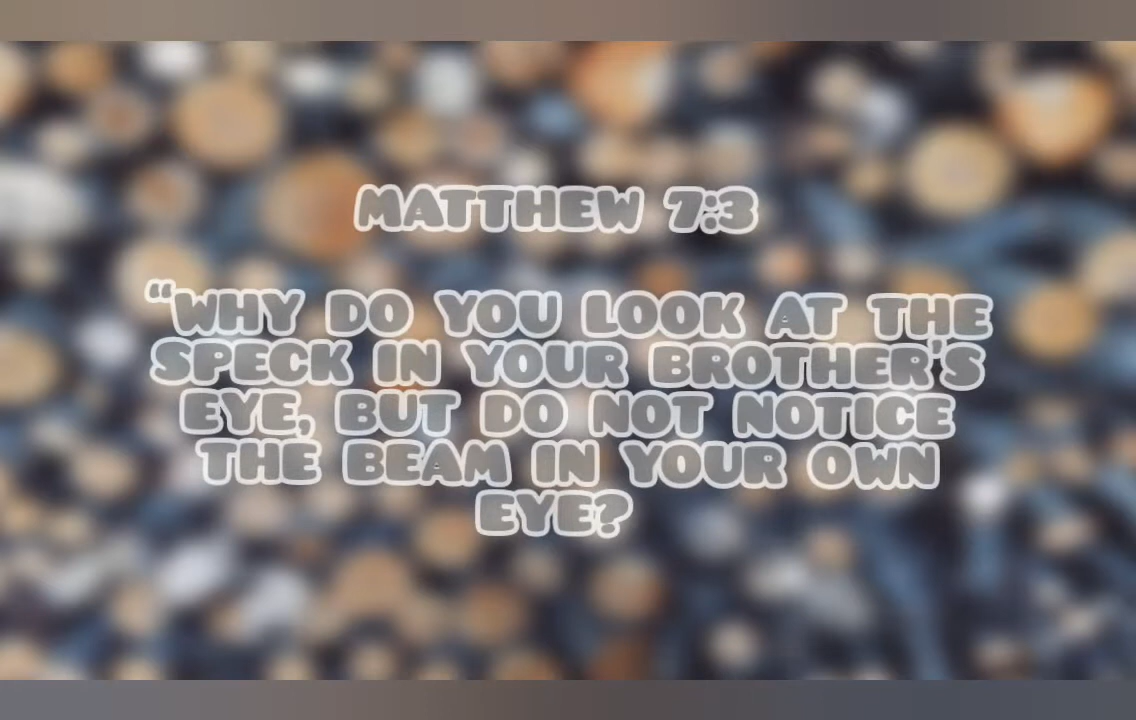 MATTHEW 7:3
“WHY DO YOU LOOK AT THE
SPECK IN YOUR BROTHER'S
EYE, BUT DO NOT NOTICE
THE BEAM IN YOUR OWN
EYE?